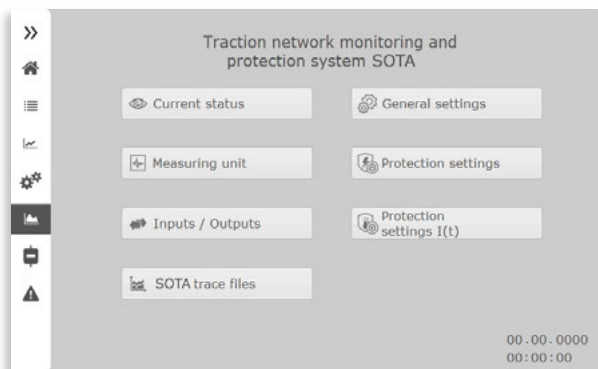 Traction network monitoring and
protection system SOTA
Current status
General settings
Measuring unit
Protection settings
Inputs / Outputs
Protection
settings I(t)
SOTA trace files
00.00.0000
00:00:00